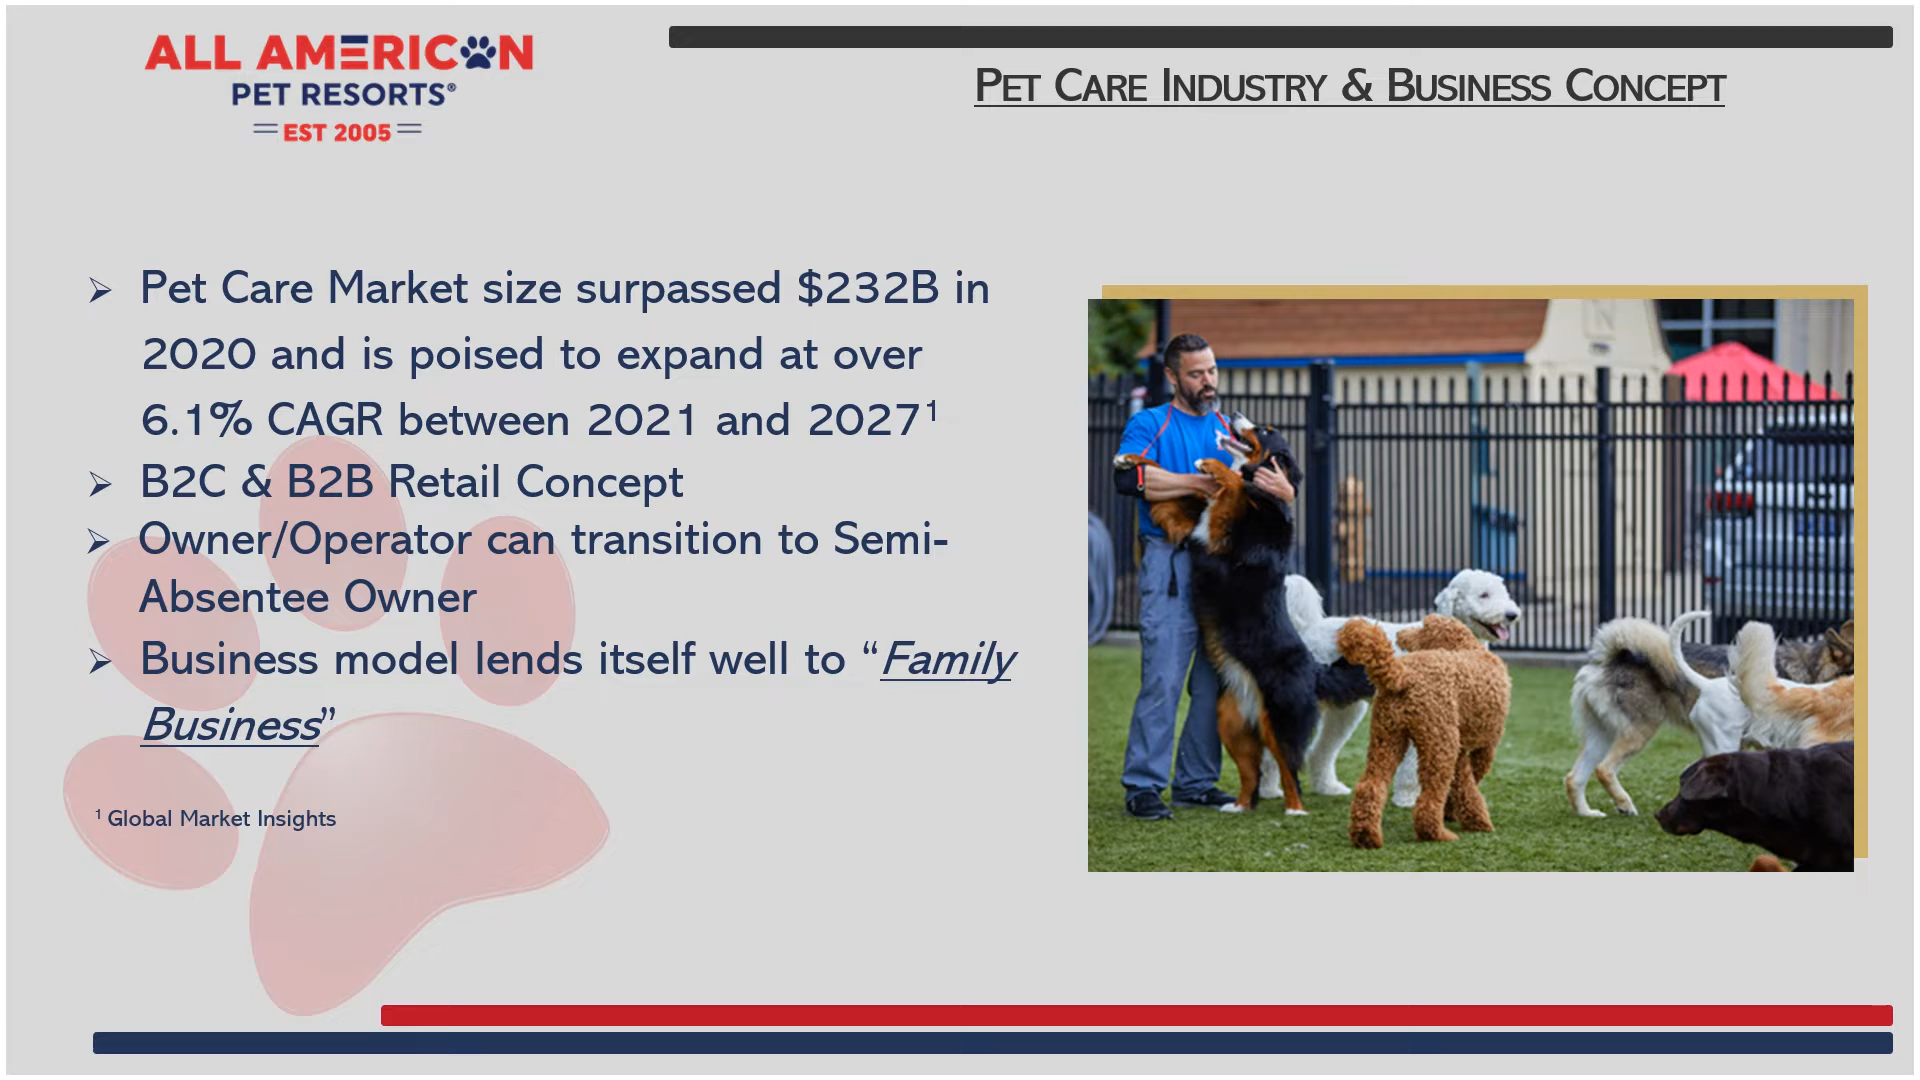 ALL AMERICAN
PET RESORTS®
EST 2005
PET CARE INDUSTRY & BUSINESS CONCEPT
➢ Pet Care Market size surpassed $232B in
2020 and is poised to expand at over
6.1% CAGR between 2021 and 2027¹
➢ B2C & B2B Retail Concept
➢ Owner/Operator can transition to Semi-
Absentee Owner
➢ Business model lends itself well to “Family
Business”
¹ Global Market Insights